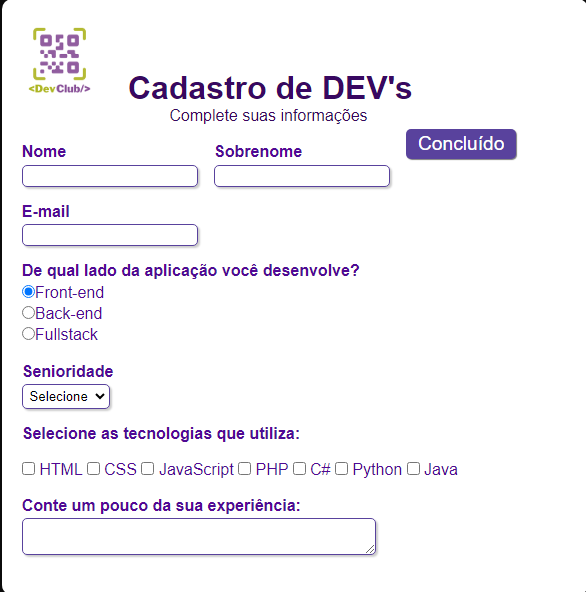 <DevClub/>
Cadastro de DEV's
Complete suas informações
Concluído
Nome Sobrenome
E-mail
De qual lado da aplicação você desenvolve?
Front-end
Back-end
Fullstack
Senioridade
Selecione
Selecione as tecnologias que utiliza:
HTML CSS JavaScript PHP C# Python Java
Conte um pouco da sua experiência: